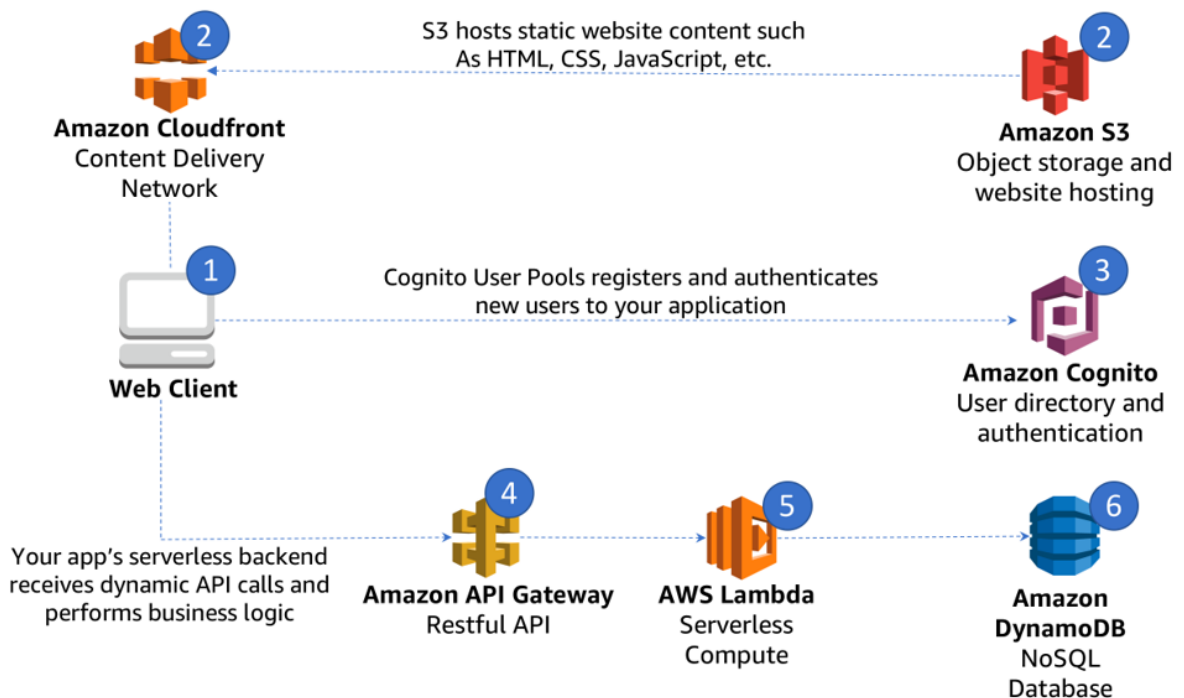 2
S3 hosts static website content such
As HTML, CSS, JavaScript, etc.
2
Amazon Cloudfront
Content Delivery
Network
Amazon S3
Object storage and
website hosting
1
Cognito User Pools registers and authenticates
new users to your application
3
Web Client
Amazon Cognito
User directory and
authentication
4
5
6
Your app's serverless backend
receives dynamic API calls and
performs business logic
Amazon API Gateway
Restful API
AWS Lambda
Serverless
Compute
Amazon
DynamoDB
NoSQL
Database